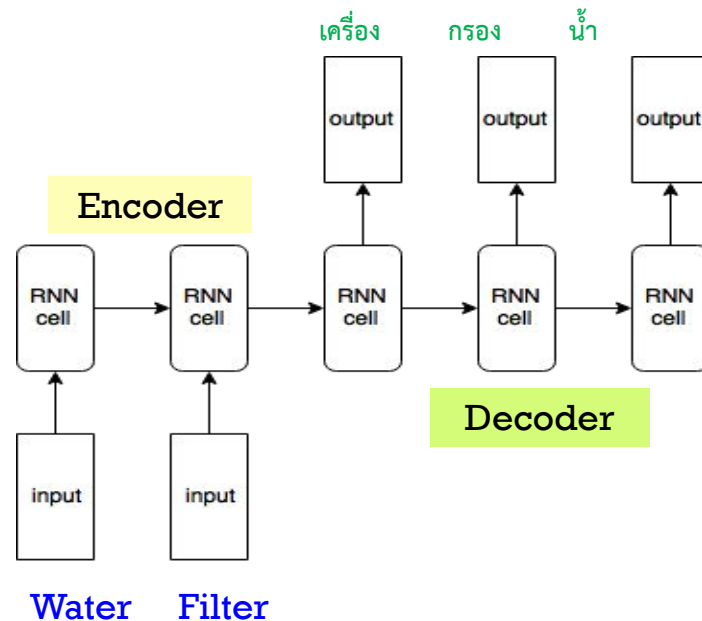 เครื่อง กรอง น้ำ
output output output
Encoder
RNN cell RNN cell RNN cell RNN cell RNN cell
Decoder
input input
Water Filter